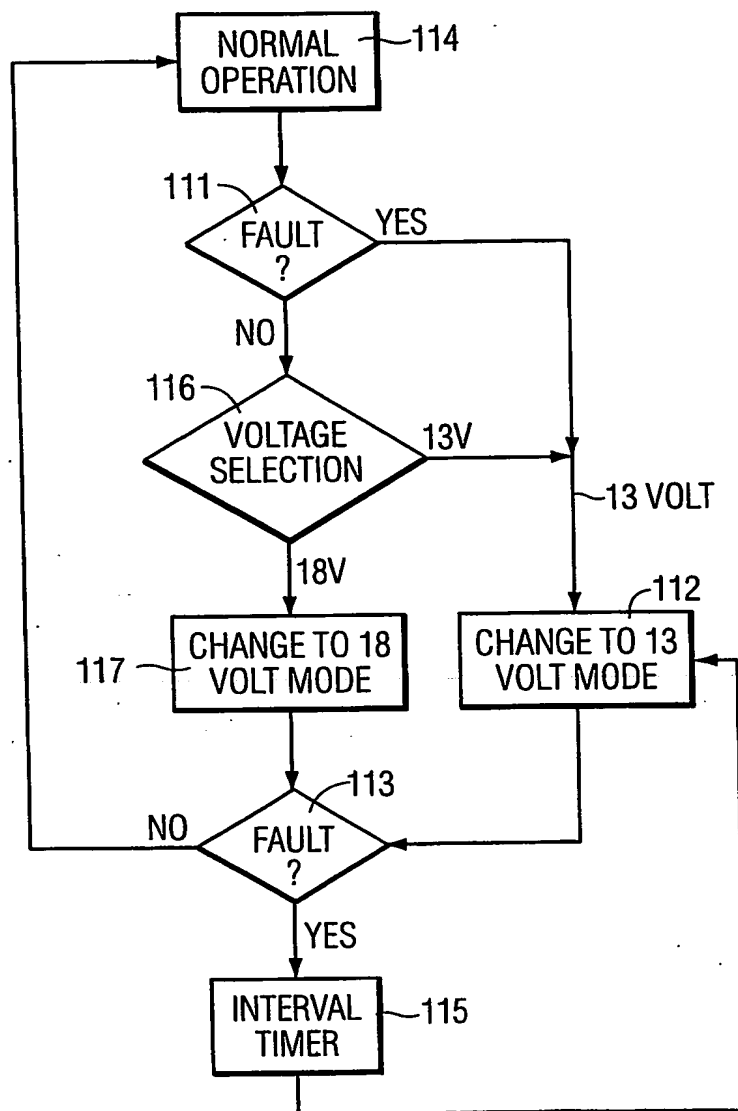 NORMAL
OPERATION
114
111
FAULT
?
YES
NO
116
VOLTAGE
SELECTION
13V
13 VOLT
18V
112
CHANGE TO 18
VOLT MODE
117
CHANGE TO 13
VOLT MODE
113
NO
FAULT
?
YES
INTERVAL
TIMER
115